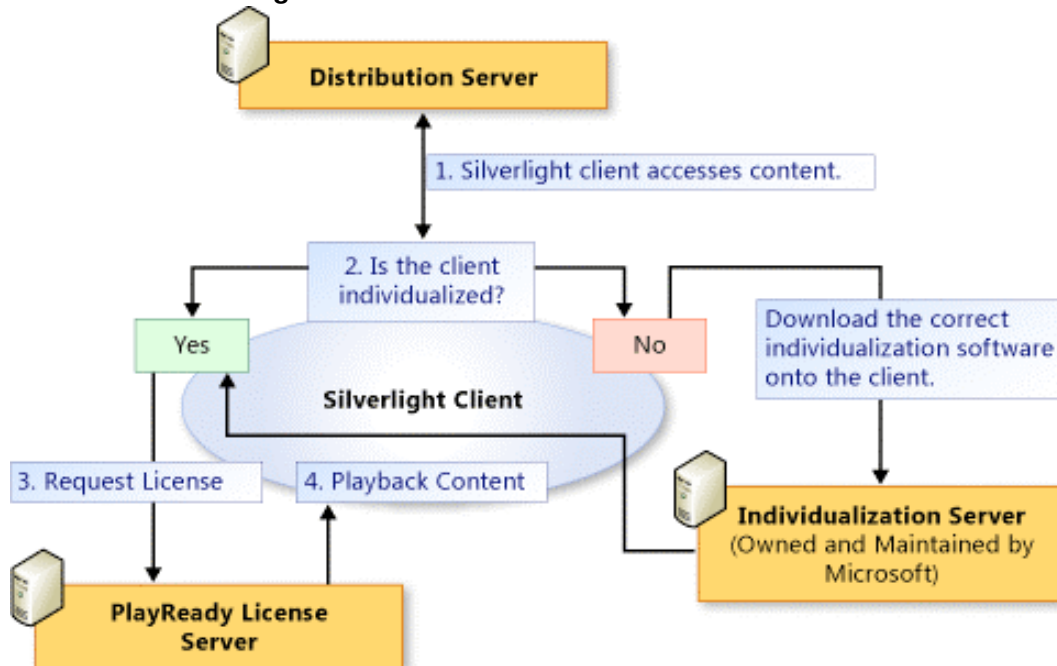 Distribution Server
1. Silverlight client accesses content.
2. Is the client
individualized?
Yes
No
Download the correct
individualization software
onto the client.
Silverlight Client
3. Request License
4. Playback Content
Individualization Server
(Owned and Maintained by
Microsoft)
PlayReady License
Server